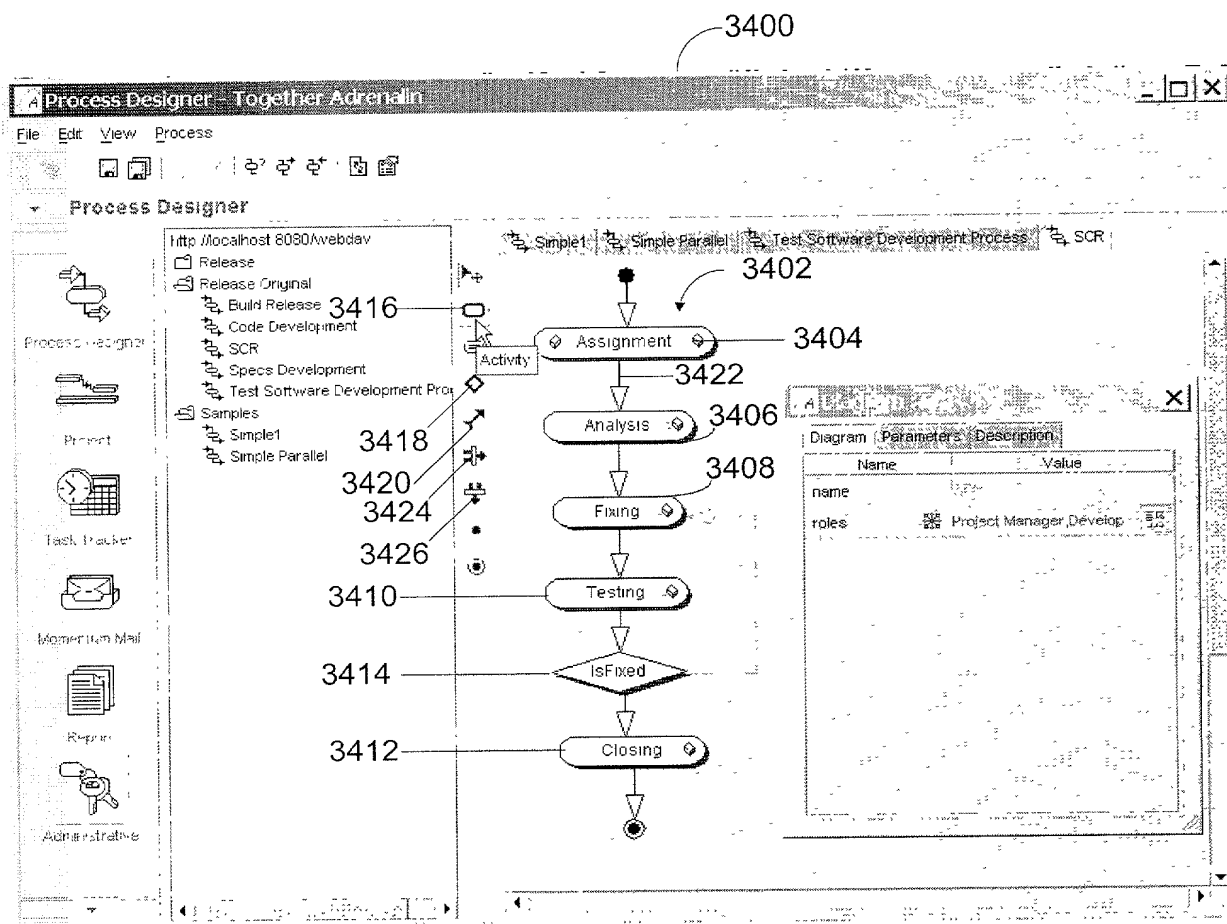 3400
Process Designer - Together Adrenalin
File Edit View Process
Process Designer
http //localhost 8080/webdav
Release
Release Original
Build Release
Code Development
SCR
Specs Development
Test Software Development Pro
Samples
Simple1
Simple Parallel
Process Designer
Project
Task Tracker
Momentum Mail
Report
Administrative
Simple1 Simple Parallel Test Software Development Process SCR
3402
3416
Activity
Assignment
3404
3422
Analysis
3406
3418
3420
3408
3424
Fixing
3426
3410
Testing
3414
IsFixed
3412
Closing
Diagram Parameters Description
Name Value
name
roles Project Manager,Develop